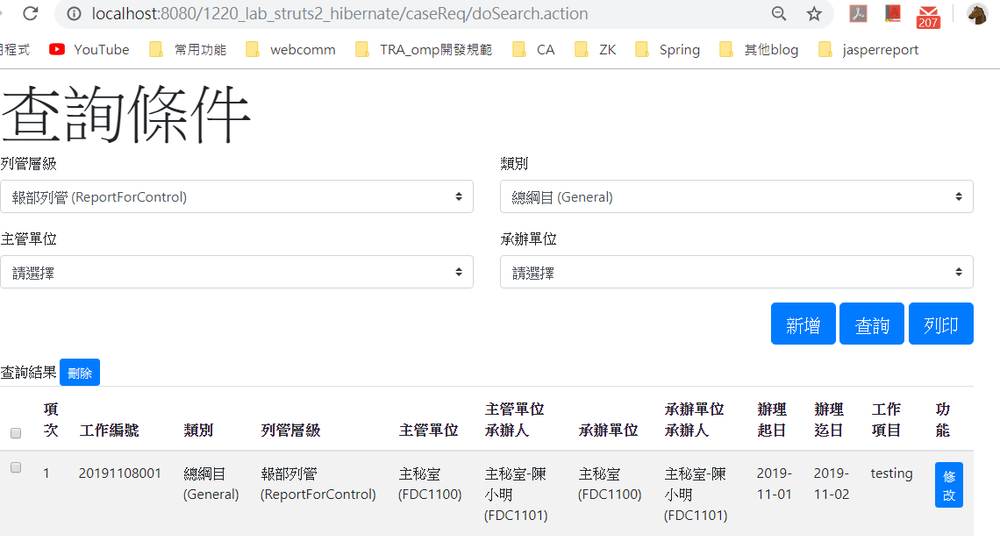 localhost:8080/1220_lab_struts2_hibernate/caseReq/doSearch.action
207
用程式 YouTube 常用功能 webcomm TRA_omp開發規範 CA ZK Spring 其他blog jasperreport
查詢條件
列管層級 類別
報部列管 (ReportForControl) 總綱目 (General)
主管單位 承辦單位
請選擇 請選擇
新增 查詢 列印
查詢結果 刪除
項 主管單位 承辦單位 辦理 辦理 工作 功
次 工作編號 類別 列管層級 主管單位 承辦人 承辦單位 承辦人 起日 迄日 項目 能
1 20191108001 總綱目 報部列管 主秘室 主秘室-陳 主秘室 主秘室-陳 2019- 2019- testing 修
(General) (ReportForControl) (FDC1100) 小明 (FDC1100) 小明 11-01 11-02 改
(FDC1101) (FDC1101)